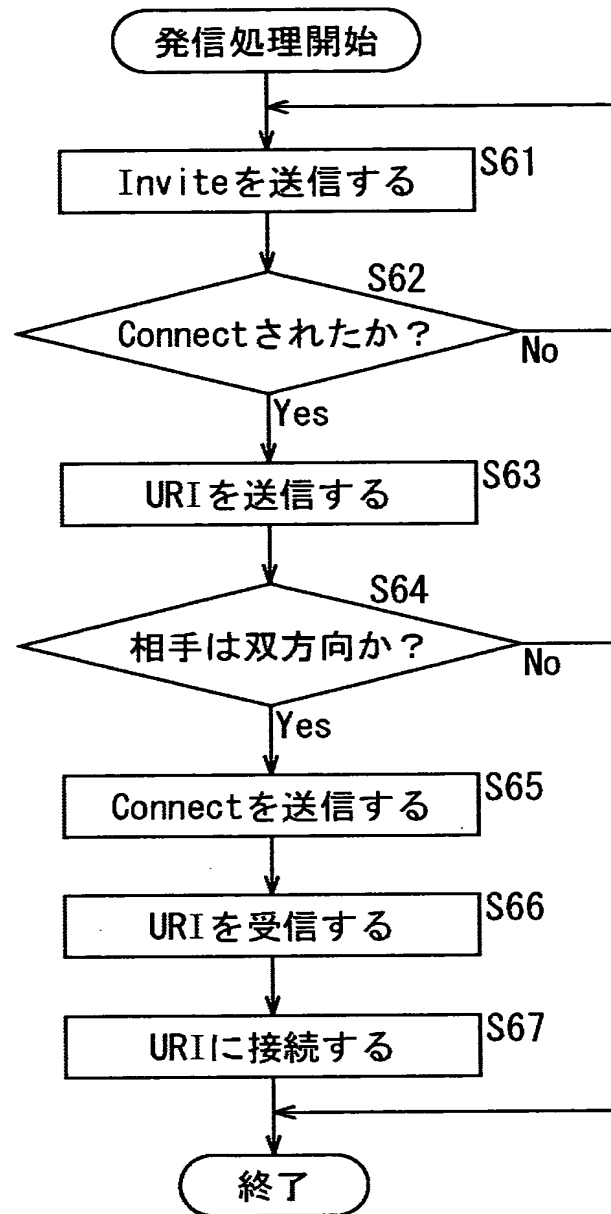 発信処理開始
Inviteを送信する
S61
S62
Connectされたか？
No
Yes
URIを送信する
S63
S64
相手は双方向か？
No
Yes
Connectを送信する
S65
URIを受信する
S66
URIに接続する
S67
終了